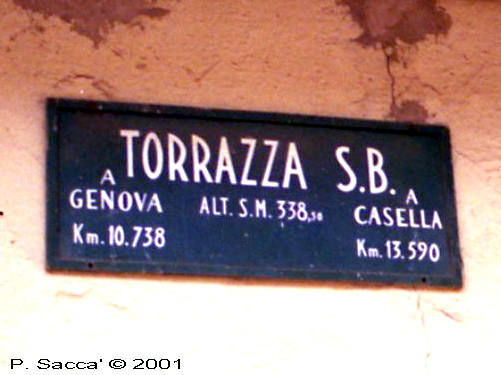 TORRAZZA S.B.
A GENOVA
Km. 10.738
ALT. S.M. 338,50
A CASELLA
Km. 13.590
P. Sacca' © 2001